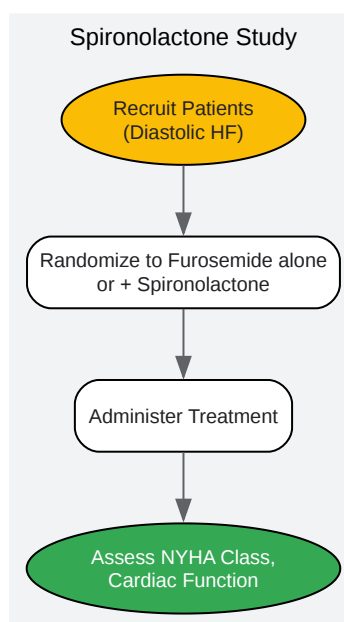 Spironolactone Study
Recruit Patients
(Diastolic HF)
Randomize to Furosemide alone
or + Spironolactone
Administer Treatment
Assess NYHA Class,
Cardiac Function